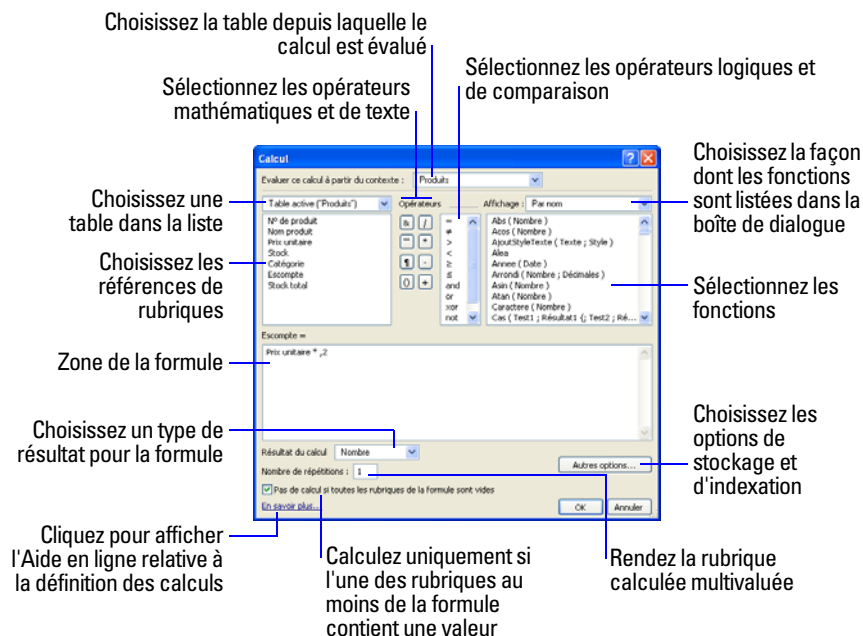 Choisissez la table depuis laquelle le
calcul est évalué
Sélectionnez les opérateurs
mathématiques et de texte
Sélectionnez les opérateurs logiques et
de comparaison
Choisissez la façon
dont les fonctions
sont listées dans la
boîte de dialogue
Choisissez une
table dans la liste
Choisissez les
références de
rubriques
Sélectionnez les
fonctions
Zone de la formule
Choisissez un type de
résultat pour la formule
Choisissez les
options de
stockage et
d'indexation
Cliquez pour afficher
l'Aide en ligne relative à
la définition des calculs
Calculez uniquement si
l'une des rubriques au
moins de la formule
contient une valeur
Rendez la rubrique
calculée multivaluée
Calcul
Evaluer ce calcul à partir du contexte : Produits
Table active ("Produits")
Opérateurs
Affichage : Par nom
N° de produit
Nom produit
Prix unitaire
Stock
Catégorie
Escompte
Stock total
& /
"" *
¶ -
() +
=
≠
>
<
≥
≤
and
or
xor
not
Abs ( Nombre )
Acos ( Nombre )
AjoutStyleTexte ( Texte ; Style )
Alea
Annee ( Date )
Arrondi ( Nombre ; Décimales )
Asin ( Nombre )
Atan ( Nombre )
Caractere ( Nombre )
Cas ( Test1 ; Résultat1 {; Test2 ; Ré...
Escompte =
Prix unitaire * ,2
Résultat du calcul Nombre
Nombre de répétitions : 1
Autres options...
Pas de calcul si toutes les rubriques de la formule sont vides
En savoir plus...
OK Annuler